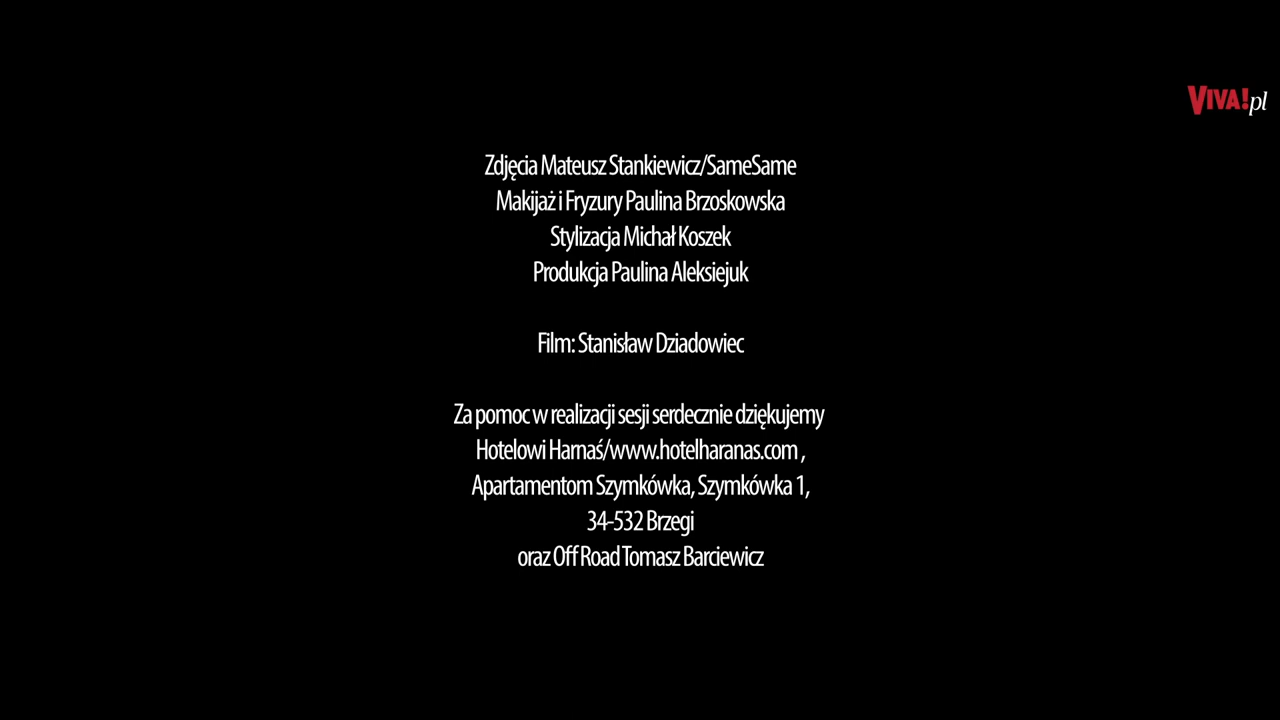 VIVA!pl
Zdjęcia Mateusz Stankiewicz/SameSame
Makijaż i Fryzury Paulina Brzoskowska
Stylizacja Michał Koszek
Produkcja Paulina Aleksiejuk
Film: Stanisław Dziadowiec
Za pomoc w realizacji sesji serdecznie dziękujemy
Hotelowi Harnaś/www.hotelharanas.com ,
Apartamentom Szymkówka, Szymkówka 1,
34-532 Brzegi
oraz Off Road Tomasz Barciewicz